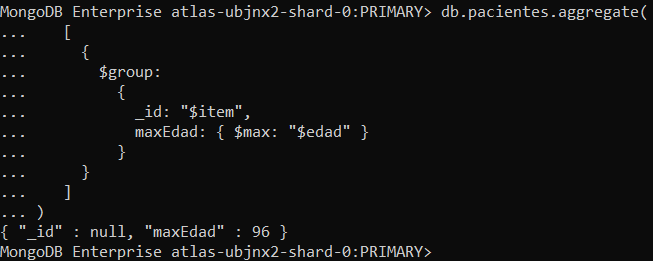 MongoDB Enterprise atlas-ubjnx2-shard-0:PRIMARY> db.pacientes.aggregate(
...    [
...      {
...        $group:
...          {
...            _id: "$item",
...            maxEdad: { $max: "$edad" }
...          }
...      }
...    ]
... )
{ "_id" : null, "maxEdad" : 96 }
MongoDB Enterprise atlas-ubjnx2-shard-0:PRIMARY>